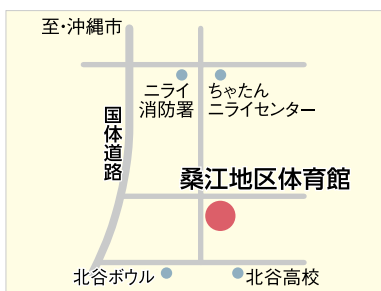 至・沖縄市
ニライ
消防署
ちゃたん
ニライセンター
国体道路
桑江地区体育館
北谷ボウル
北谷高校